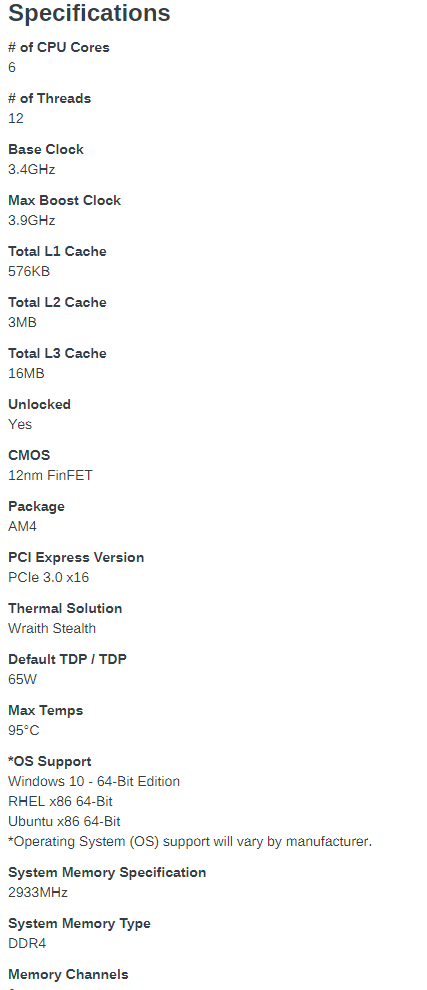 Specifications
# of CPU Cores
6
# of Threads
12
Base Clock
3.4GHz
Max Boost Clock
3.9GHz
Total L1 Cache
576KB
Total L2 Cache
3MB
Total L3 Cache
16MB
Unlocked
Yes
CMOS
12nm FinFET
Package
AM4
PCI Express Version
PCIe 3.0 x16
Thermal Solution
Wraith Stealth
Default TDP / TDP
65W
Max Temps
95°C
*OS Support
Windows 10 - 64-Bit Edition
RHEL x86 64-Bit
Ubuntu x86 64-Bit
*Operating System (OS) support will vary by manufacturer.
System Memory Specification
2933MHz
System Memory Type
DDR4
Memory Channels